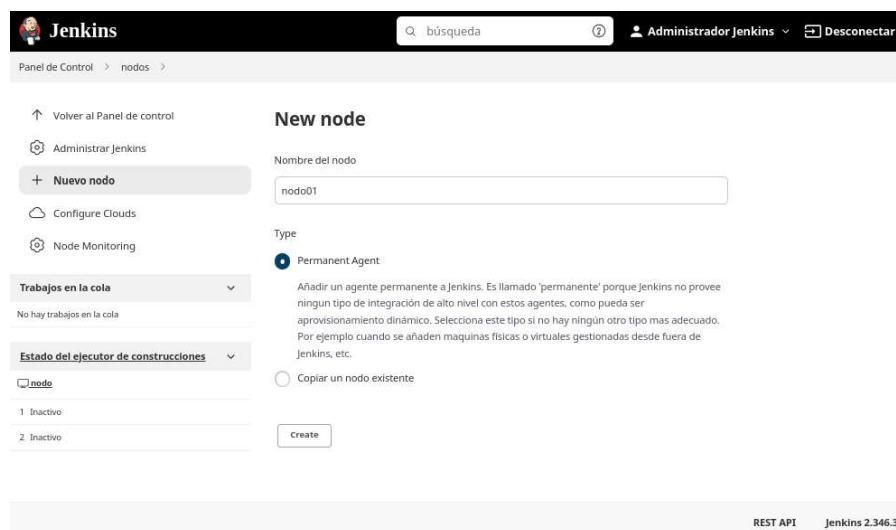 Jenkins
búsqueda
Administrador Jenkins
Desconectar
Panel de Control > nodos >
Volver al Panel de control
Administrar Jenkins
Nuevo nodo
Configure Clouds
Node Monitoring
Trabajos en la cola
No hay trabajos en la cola
Estado del ejecutor de construcciones
nodo
1 Inactivo
2 Inactivo
New node
Nombre del nodo
nodo01
Type
Permanent Agent
Añadir un agente permanente a Jenkins. Es llamado 'permanente' porque Jenkins no provee
ningun tipo de integración de alto nivel con estos agentes, como pueda ser
aprovisionamiento dinámico. Selecciona este tipo si no hay ningún otro tipo mas adecuado.
Por ejemplo cuando se añaden maquinas físicas o virtuales gestionadas desde fuera de
Jenkins, etc.
Copiar un nodo existente
Create
REST API
Jenkins 2.346.3